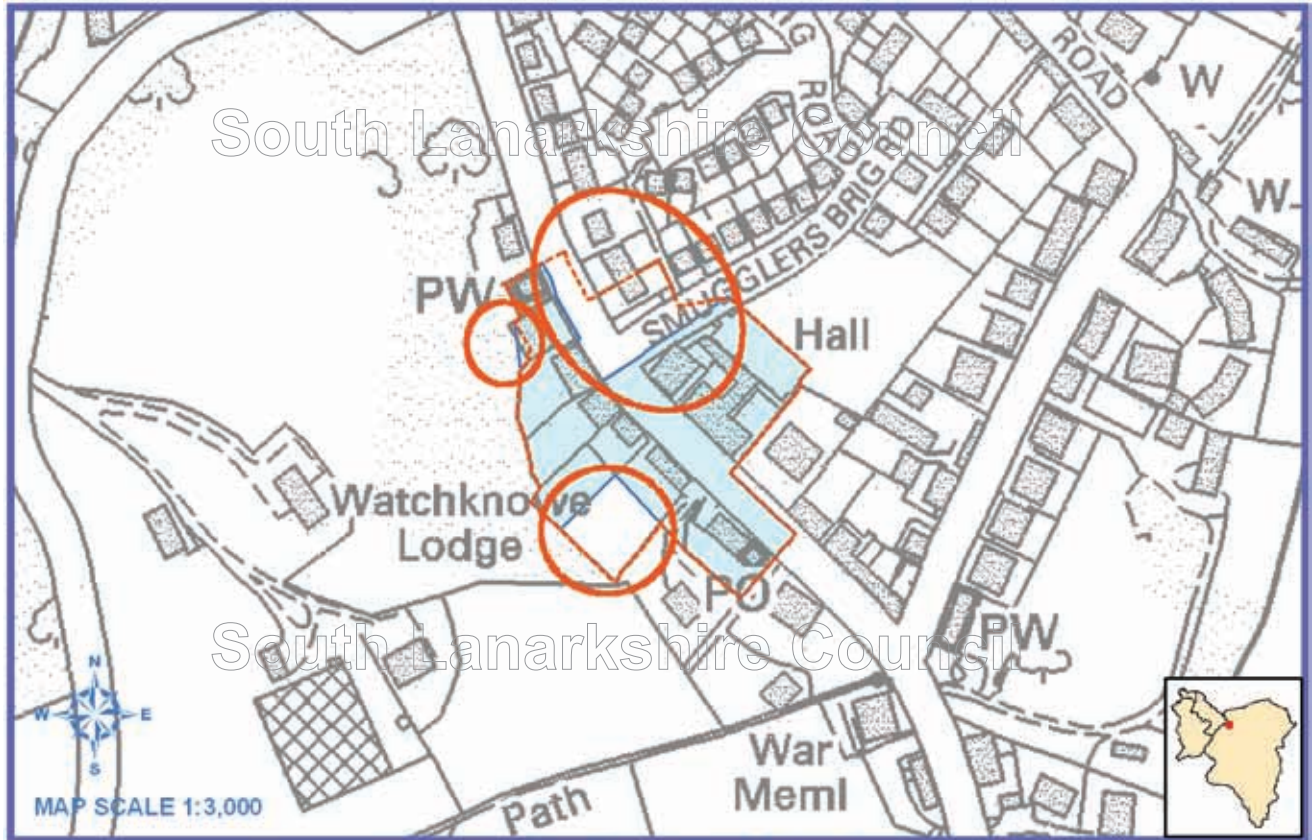 ROAD
W
South Lanarkshire Council
ROAD
W
SMUGGLERS BRIG RD
PW
Hall
Watchknowe
Lodge
PO
PW
South Lanarkshire Council
N
W
E
S
War
Meml
MAP SCALE 1:3,000
Path